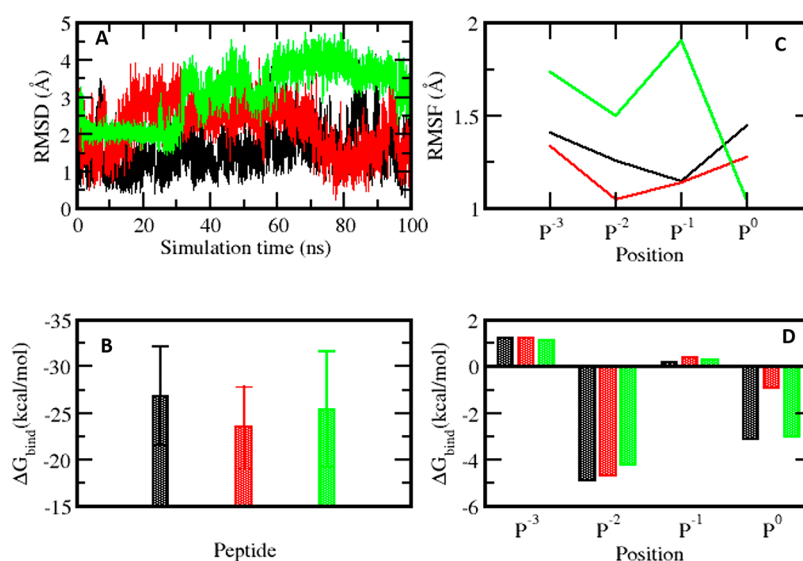 A
RMSD (Å)
5
4
3
2
1
0
0
20
40
60
80
100
Simulation time (ns)
C
RMSF (Å)
2
1.5
1
P-3
P-2
P-1
P0
Position
B
ΔGbind(kcal/mol)
-35
-30
-25
-20
-15
Peptide
D
ΔGbind(kcal/mol)
2
0
-2
-4
-6
P-3
P-2
P-1
P0
Position